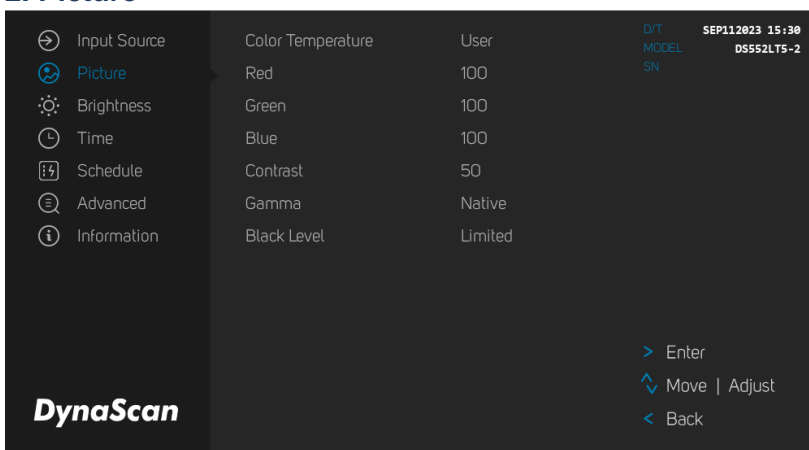 Input Source
Picture
Brightness
Time
Schedule
Advanced
Information
DynaScan
Color Temperature User
Red 100
Green 100
Blue 100
Contrast 50
Gamma Native
Black Level Limited
D/T SEP112023 15:30
MODEL DS552LT5-2
SN
> Enter
Move | Adjust
< Back